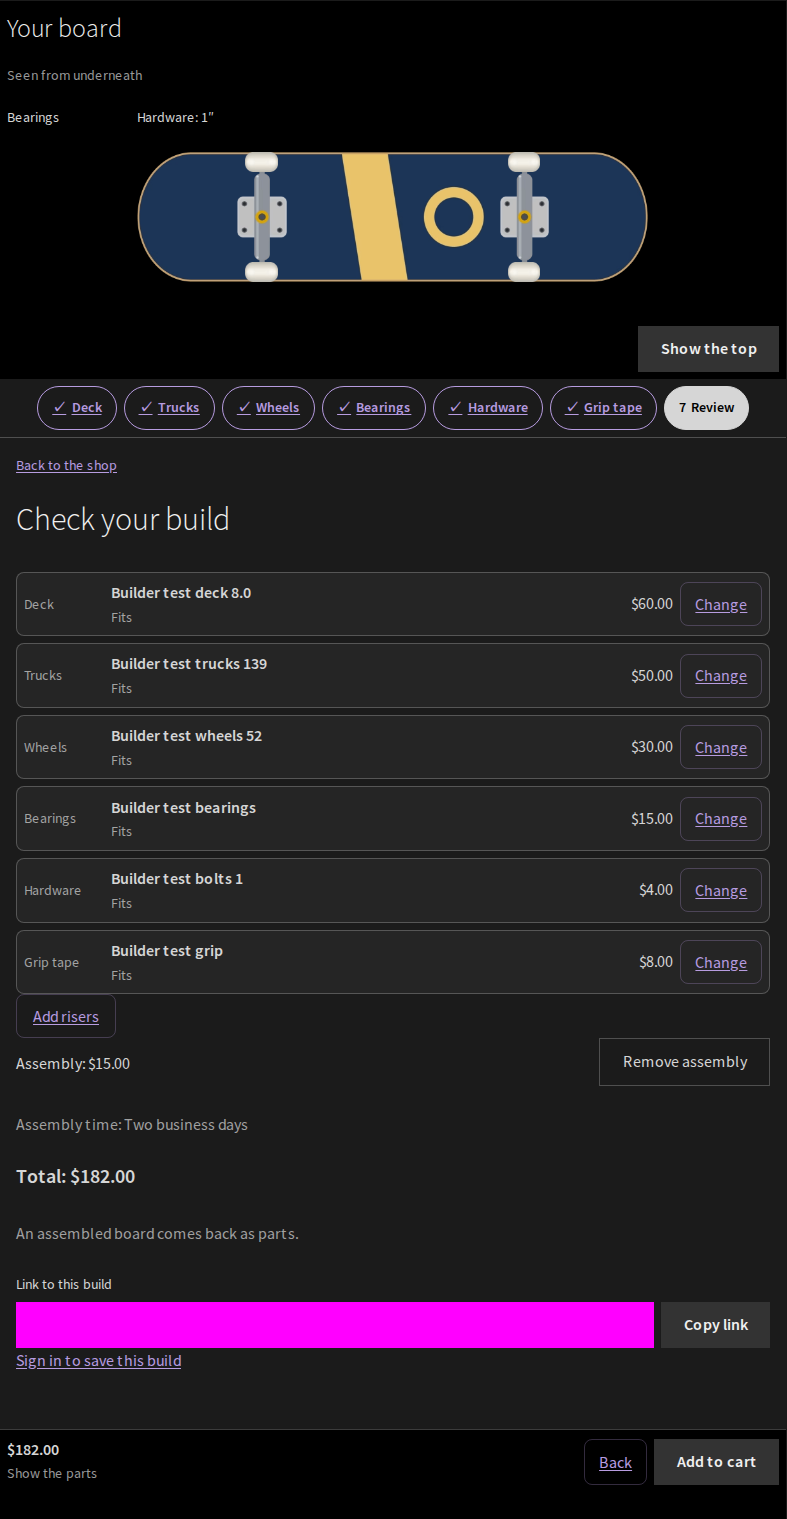 Your board
Seen from underneath
Bearings
Hardware: 1"
Show the top
✓ Deck
✓ Trucks
✓ Wheels
✓ Bearings
✓ Hardware
✓ Grip tape
7 Review
Back to the shop
Check your build
Deck
Builder test deck 8.0
Fits
$60.00
Change
Trucks
Builder test trucks 139
Fits
$50.00
Change
Wheels
Builder test wheels 52
Fits
$30.00
Change
Bearings
Builder test bearings
Fits
$15.00
Change
Hardware
Builder test bolts 1
Fits
$4.00
Change
Grip tape
Builder test grip
Fits
$8.00
Change
Add risers
Assembly: $15.00
Remove assembly
Assembly time: Two business days
Total: $182.00
An assembled board comes back as parts.
Link to this build
Copy link
Sign in to save this build
$182.00
Show the parts
Back
Add to cart